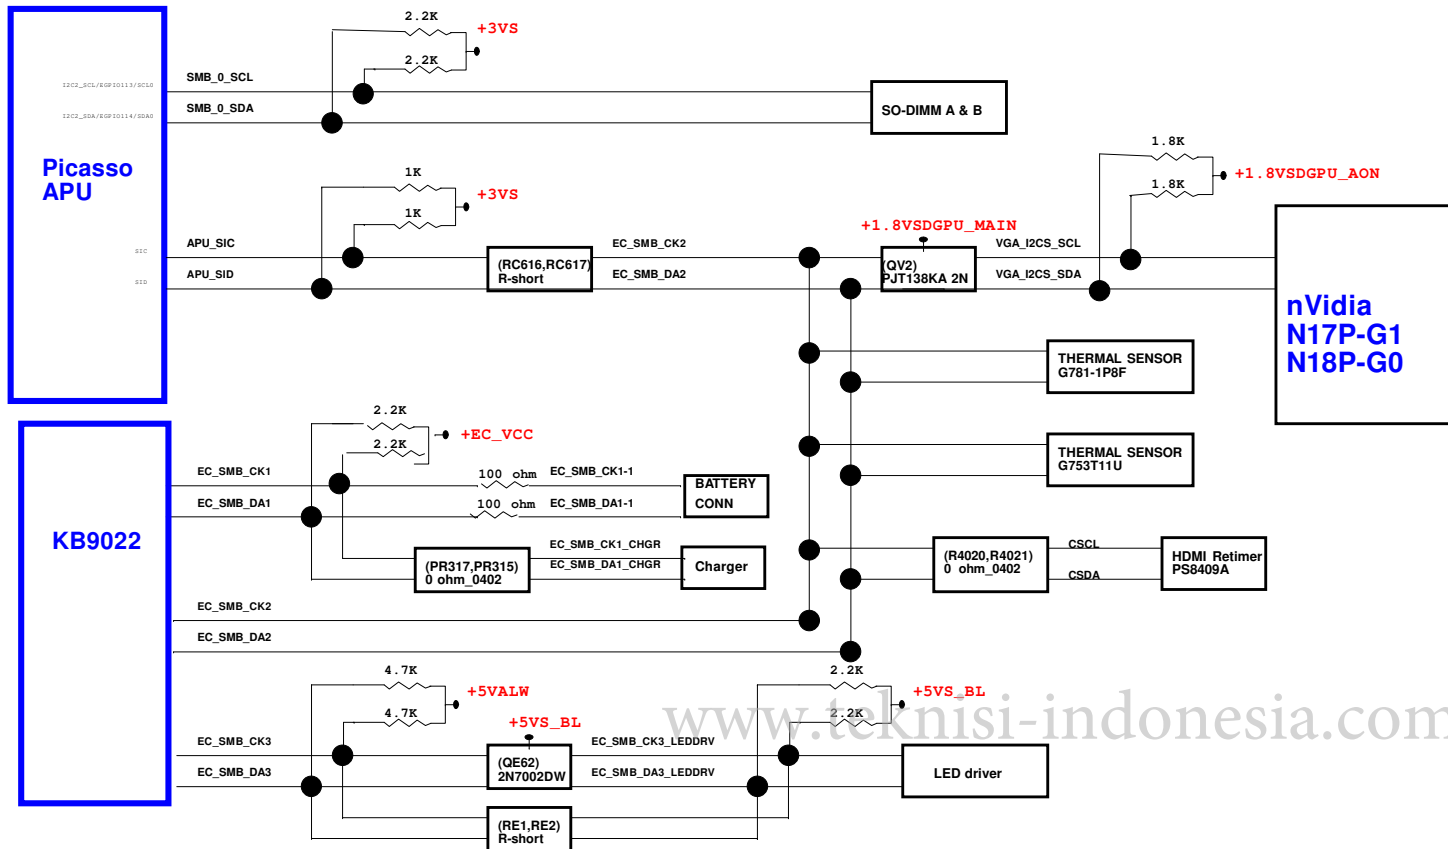 2.2K
+3VS
2.2K
I2C2_SCL/EGPIO113/SCL0
SMB_0_SCL
I2C2_SDA/EGPIO114/SDA0
SMB_0_SDA
SO-DIMM A & B
Picasso
APU
1K
+3VS
1K
1.8K
+1.8VSDGPU_AON
1.8K
SIC
APU_SIC
SID
APU_SID
(RC616,RC617)
R-short
EC_SMB_CK2
EC_SMB_DA2
+1.8VSDGPU_MAIN
(QV2)
PJT138KA 2N
VGA_I2CS_SCL
VGA_I2CS_SDA
nVidia
N17P-G1
N18P-G0
THERMAL SENSOR
G781-1P8F
THERMAL SENSOR
G753T11U
KB9022
2.2K
+EC_VCC
2.2K
EC_SMB_CK1
100 ohm
EC_SMB_CK1-1
EC_SMB_DA1
100 ohm
EC_SMB_DA1-1
BATTERY
CONN
(PR317,PR315)
0 ohm_0402
EC_SMB_CK1_CHGR
EC_SMB_DA1_CHGR
Charger
(R4020,R4021)
0 ohm_0402
CSCL
CSDA
HDMI Retimer
PS8409A
EC_SMB_CK2
EC_SMB_DA2
4.7K
+5VALW
4.7K
2.2K
+5VS_BL
2.2K
EC_SMB_CK3
EC_SMB_DA3
+5VS_BL
(QE62)
2N7002DW
EC_SMB_CK3_LEDDRV
EC_SMB_DA3_LEDDRV
LED driver
(RE1,RE2)
R-short
www.teknisi-indonesia.com